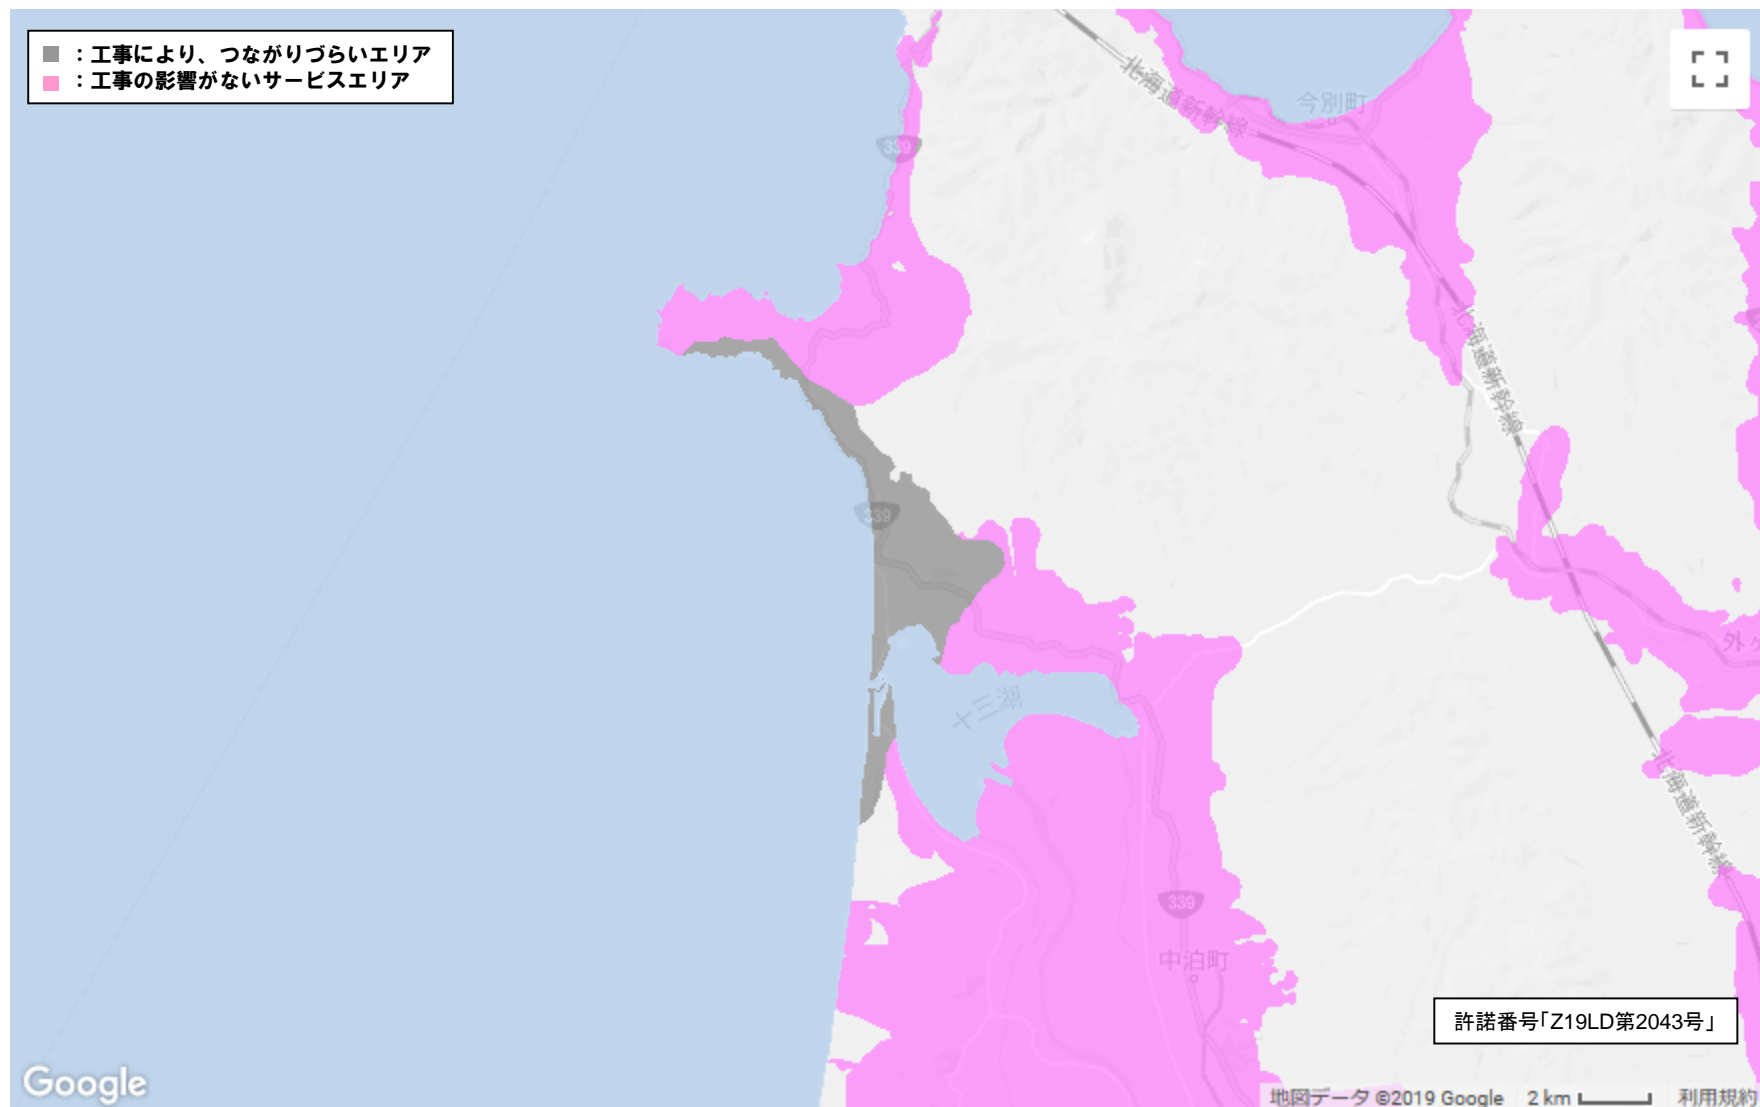 ■：工事により、つながりづらいエリア
■：工事の影響がないサービスエリア
北海道新幹線
今別町
339
北海道新幹線
339
外ヶ
十三湖
北海道新幹線
339
中泊町
許諾番号「Z19LD第2043号」
Google
地図データ ©2019 Google 2 km 利用規約